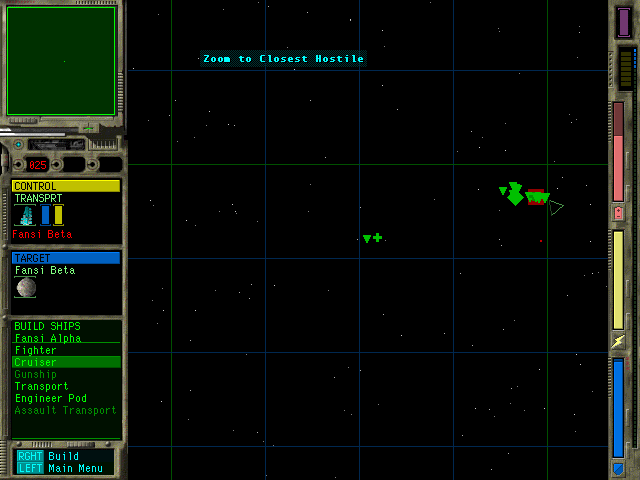 Zoom to Closest Hostile
025
CONTROL
TRANSPRT
Fansi Beta
TARGET
Fansi Beta
BUILD SHIPS
Fansi Alpha
Fighter
Cruiser
Gunship
Transport
Engineer Pod
Assault Transport
RGHT Build
LEFT Main Menu